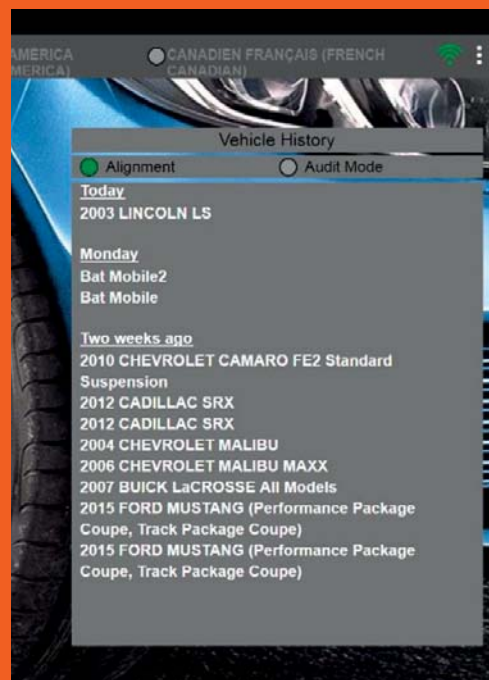 AMÉRICA
MERICA)
CANADIEN FRANÇAIS (FRENCH
CANADIAN)
Vehicle History
Alignment
Audit Mode
Today
2003 LINCOLN LS
Monday
Bat Mobile2
Bat Mobile
Two weeks ago
2010 CHEVROLET CAMARO FE2 Standard
Suspension
2012 CADILLAC SRX
2012 CADILLAC SRX
2004 CHEVROLET MALIBU
2006 CHEVROLET MALIBU MAXX
2007 BUICK LaCROSSE All Models
2015 FORD MUSTANG (Performance Package
Coupe, Track Package Coupe)
2015 FORD MUSTANG (Performance Package
Coupe, Track Package Coupe)